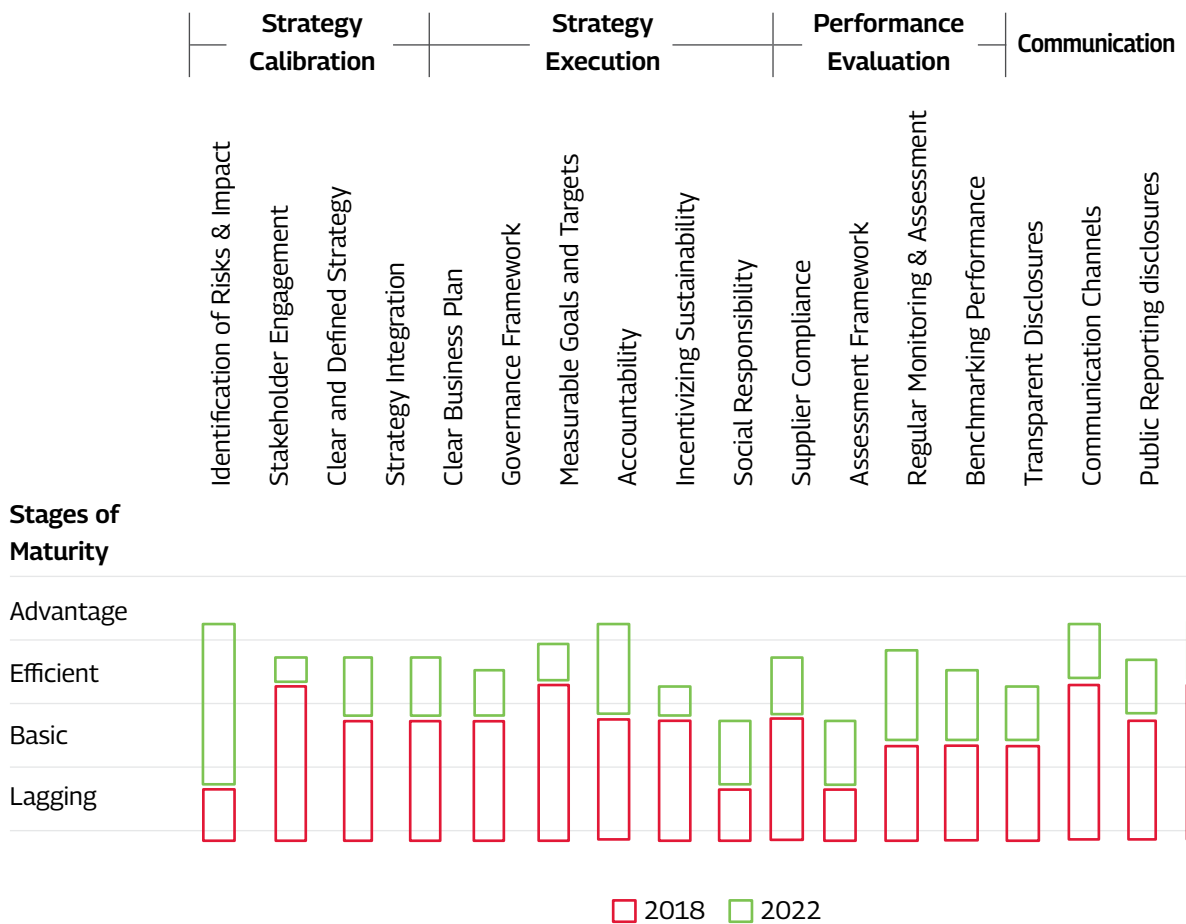 Strategy
Calibration
Strategy
Execution
Performance
Evaluation
Communication
Identification of Risks & Impact
Stakeholder Engagement
Clear and Defined Strategy
Strategy Integration
Clear Business Plan
Governance Framework
Measurable Goals and Targets
Accountability
Incentivizing Sustainability
Social Responsibility
Supplier Compliance
Assessment Framework
Regular Monitoring & Assessment
Benchmarking Performance
Transparent Disclosures
Communication Channels
Public Reporting disclosures
Stages of
Maturity
Advantage
Efficient
Basic
Lagging
2018
2022